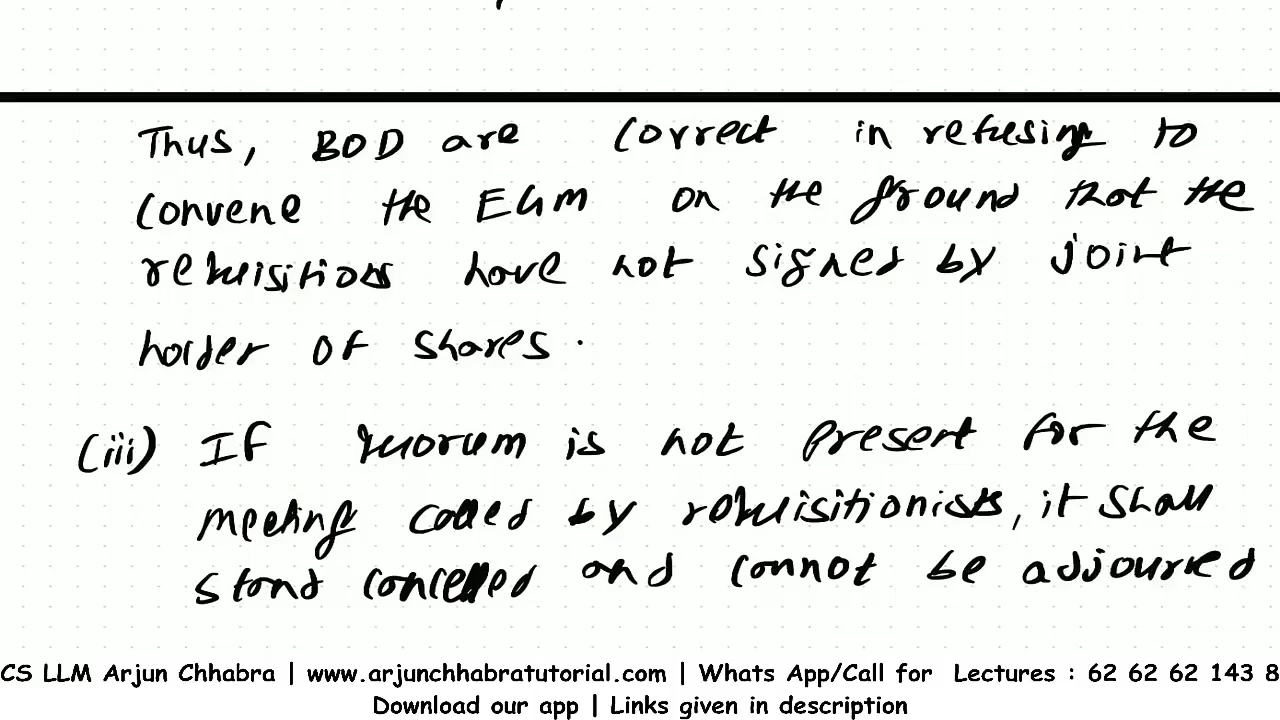 Thus, BOD are correct in refusing to
convene the EGM on the ground that the
requisitions have not signed by joint
holder of shares.
(iii) If quorum is not present for the
meeting called by requisitionists, it shall
stand cancelled and cannot be adjourned
CS LLM Arjun Chhabra | www.arjunchhabratutorial.com | Whats App/Call for Lectures : 62 62 62 143 8
Download our app | Links given in description